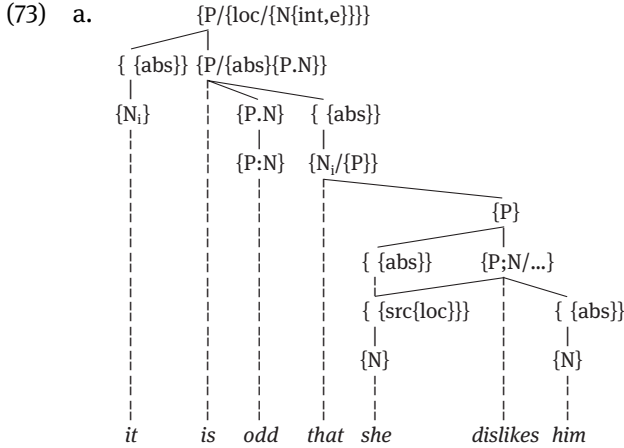 (73) a. {P/{loc/{N{int,e}}}}
{ {abs}} {P/{abs}{P.N}}
{Nᵢ} {P.N} { {abs}}
{P:N} {Nᵢ/{P}}
{P}
{ {abs}} {P;N/...}
{ {src{loc}}} { {abs}}
{N} {N}
it is odd that she dislikes him